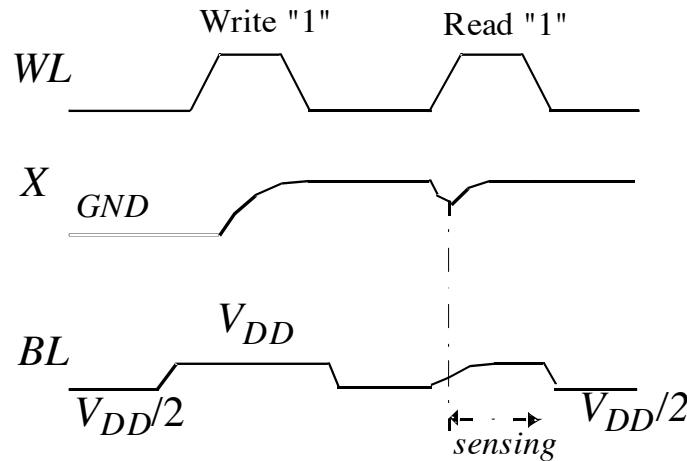 Write "1" Read "1"
WL
X
GND
V_DD
BL
V_DD/2 V_DD/2
sensing